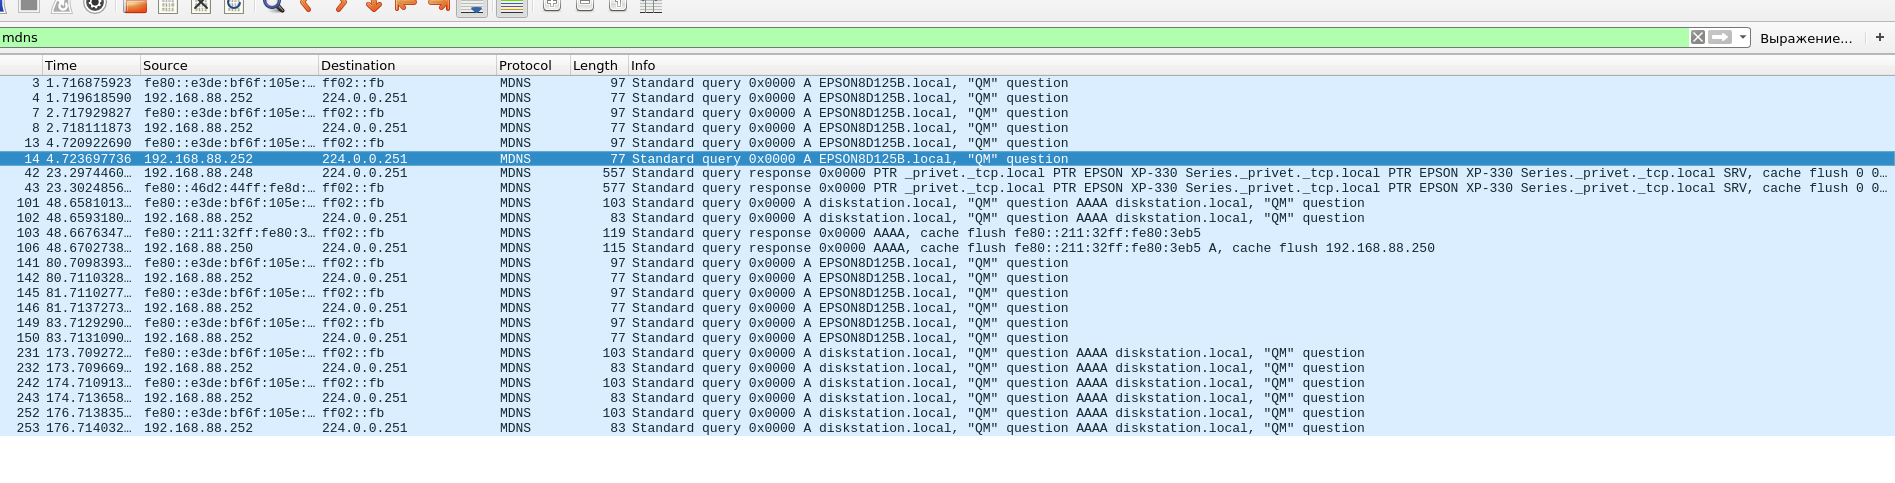 mdns Выражение... +
Time Source Destination Protocol Length Info
3 1.716875923 fe80::e3de:bf6f:105e:… ff02::fb MDNS 97 Standard query 0x0000 A EPSON8D125B.local, "QM" question
4 1.719618590 192.168.88.252 224.0.0.251 MDNS 77 Standard query 0x0000 A EPSON8D125B.local, "QM" question
7 2.717929827 fe80::e3de:bf6f:105e:… ff02::fb MDNS 97 Standard query 0x0000 A EPSON8D125B.local, "QM" question
8 2.718111873 192.168.88.252 224.0.0.251 MDNS 77 Standard query 0x0000 A EPSON8D125B.local, "QM" question
13 4.720922690 fe80::e3de:bf6f:105e:… ff02::fb MDNS 97 Standard query 0x0000 A EPSON8D125B.local, "QM" question
14 4.723697736 192.168.88.252 224.0.0.251 MDNS 77 Standard query 0x0000 A EPSON8D125B.local, "QM" question
42 23.2974460… 192.168.88.248 224.0.0.251 MDNS 557 Standard query response 0x0000 PTR _privet._tcp.local PTR EPSON XP-330 Series._privet._tcp.local PTR EPSON XP-330 Series._privet._tcp.local SRV, cache flush 0 0…
43 23.3024856… fe80::46d2:44ff:fe8d:… ff02::fb MDNS 577 Standard query response 0x0000 PTR _privet._tcp.local PTR EPSON XP-330 Series._privet._tcp.local PTR EPSON XP-330 Series._privet._tcp.local SRV, cache flush 0 0…
101 48.6581013… fe80::e3de:bf6f:105e:… ff02::fb MDNS 103 Standard query 0x0000 A diskstation.local, "QM" question AAAA diskstation.local, "QM" question
102 48.6593180… 192.168.88.252 224.0.0.251 MDNS 83 Standard query 0x0000 A diskstation.local, "QM" question AAAA diskstation.local, "QM" question
103 48.6676347… fe80::211:32ff:fe80:3… ff02::fb MDNS 119 Standard query response 0x0000 AAAA, cache flush fe80::211:32ff:fe80:3eb5
106 48.6702738… 192.168.88.250 224.0.0.251 MDNS 115 Standard query response 0x0000 AAAA, cache flush fe80::211:32ff:fe80:3eb5 A, cache flush 192.168.88.250
141 80.7098393… fe80::e3de:bf6f:105e:… ff02::fb MDNS 97 Standard query 0x0000 A EPSON8D125B.local, "QM" question
142 80.7110328… 192.168.88.252 224.0.0.251 MDNS 77 Standard query 0x0000 A EPSON8D125B.local, "QM" question
145 81.7110277… fe80::e3de:bf6f:105e:… ff02::fb MDNS 97 Standard query 0x0000 A EPSON8D125B.local, "QM" question
146 81.7137273… 192.168.88.252 224.0.0.251 MDNS 77 Standard query 0x0000 A EPSON8D125B.local, "QM" question
149 83.7129290… fe80::e3de:bf6f:105e:… ff02::fb MDNS 97 Standard query 0x0000 A EPSON8D125B.local, "QM" question
150 83.7131090… 192.168.88.252 224.0.0.251 MDNS 77 Standard query 0x0000 A EPSON8D125B.local, "QM" question
231 173.709272… fe80::e3de:bf6f:105e:… ff02::fb MDNS 103 Standard query 0x0000 A diskstation.local, "QM" question AAAA diskstation.local, "QM" question
232 173.709669… 192.168.88.252 224.0.0.251 MDNS 83 Standard query 0x0000 A diskstation.local, "QM" question AAAA diskstation.local, "QM" question
242 174.710913… fe80::e3de:bf6f:105e:… ff02::fb MDNS 103 Standard query 0x0000 A diskstation.local, "QM" question AAAA diskstation.local, "QM" question
243 174.713658… 192.168.88.252 224.0.0.251 MDNS 83 Standard query 0x0000 A diskstation.local, "QM" question AAAA diskstation.local, "QM" question
252 176.713835… fe80::e3de:bf6f:105e:… ff02::fb MDNS 103 Standard query 0x0000 A diskstation.local, "QM" question AAAA diskstation.local, "QM" question
253 176.714032… 192.168.88.252 224.0.0.251 MDNS 83 Standard query 0x0000 A diskstation.local, "QM" question AAAA diskstation.local, "QM" question